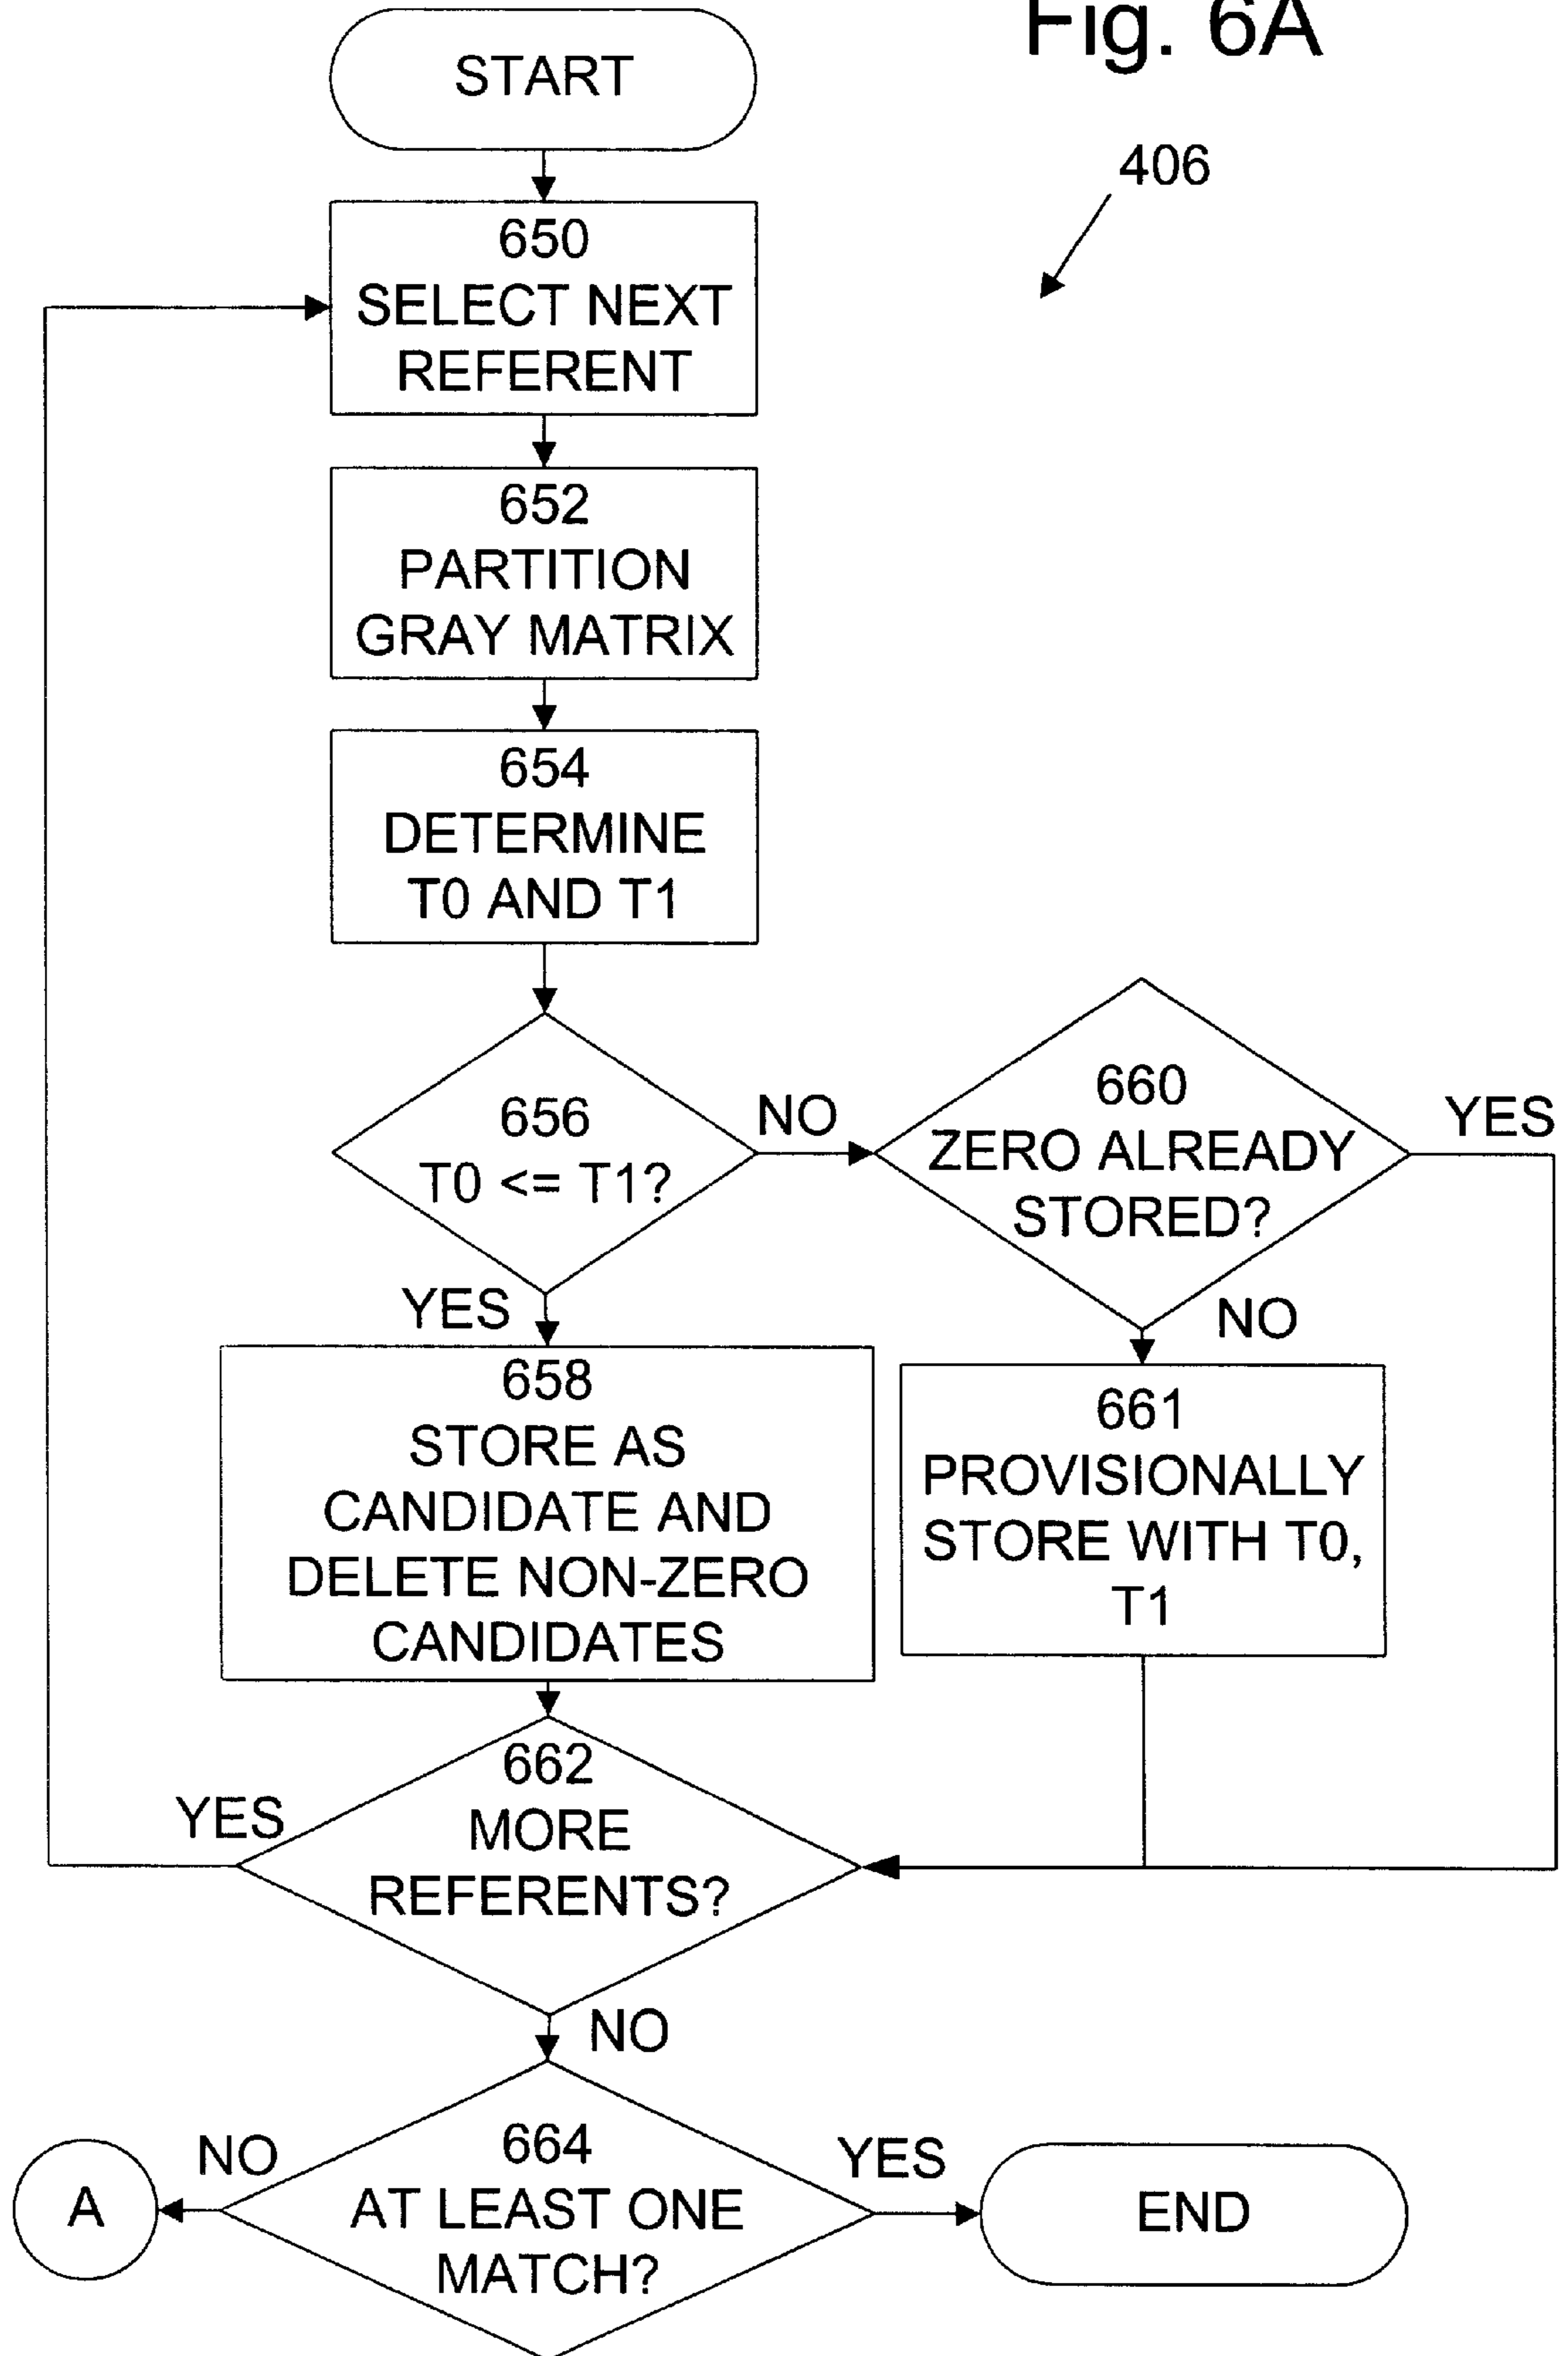 Fig. 6A
START
406
650
SELECT NEXT
REFERENT
652
PARTITION
GRAY MATRIX
654
DETERMINE
T0 AND T1
656
T0 <= T1?
NO
660
ZERO ALREADY
STORED?
YES
YES
NO
658
STORE AS
CANDIDATE AND
DELETE NON-ZERO
CANDIDATES
661
PROVISIONALLY
STORE WITH T0,
T1
662
MORE
REFERENTS?
YES
NO
664
AT LEAST ONE
MATCH?
NO
A
YES
END